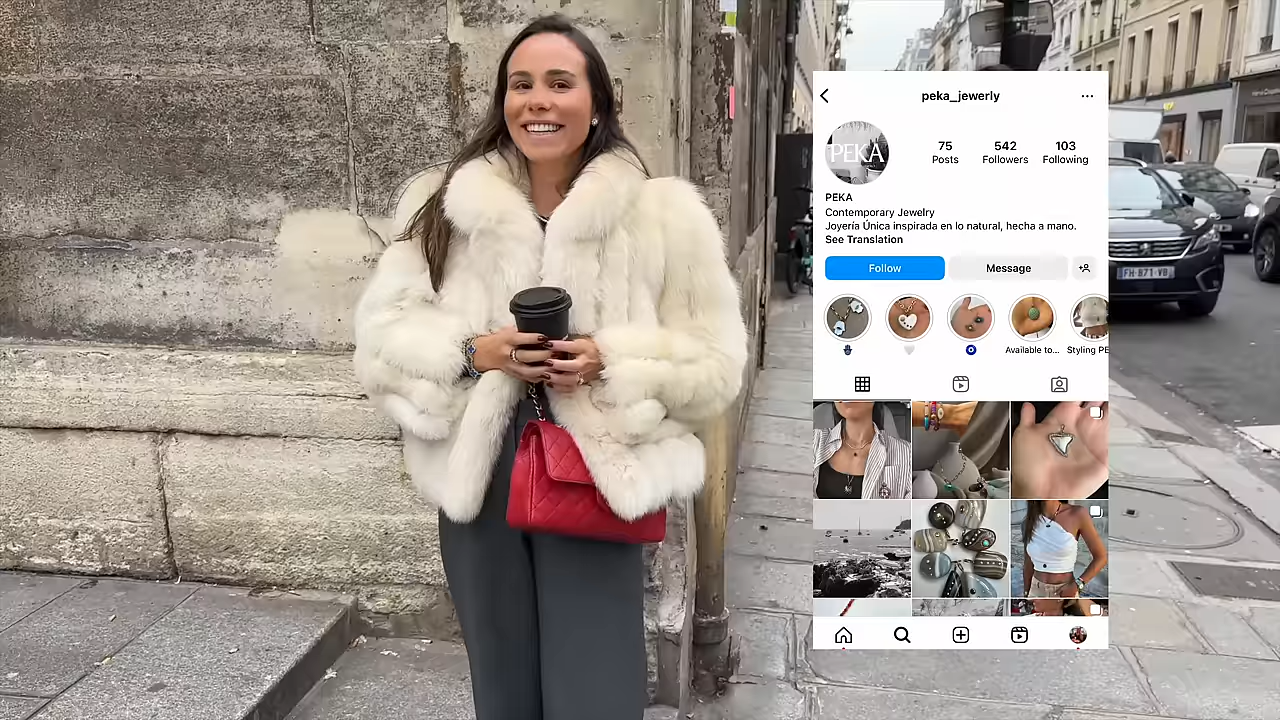 peka_jewerly
PEKA
75 542 103
Posts Followers Following
PEKA
Contemporary Jewelry
Joyería Única inspirada en lo natural, hecha a mano.
See Translation
Follow Message
Available to... Styling PE
FH-871-VB